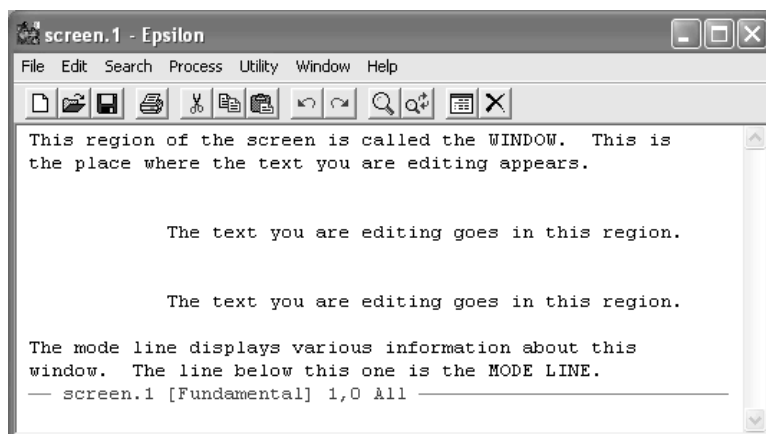 screen.1 - Epsilon
File Edit Search Process Utility Window Help
This region of the screen is called the WINDOW. This is
the place where the text you are editing appears.
The text you are editing goes in this region.
The text you are editing goes in this region.
The mode line displays various information about this
window. The line below this one is the MODE LINE.
screen.1 [Fundamental] 1,0 All